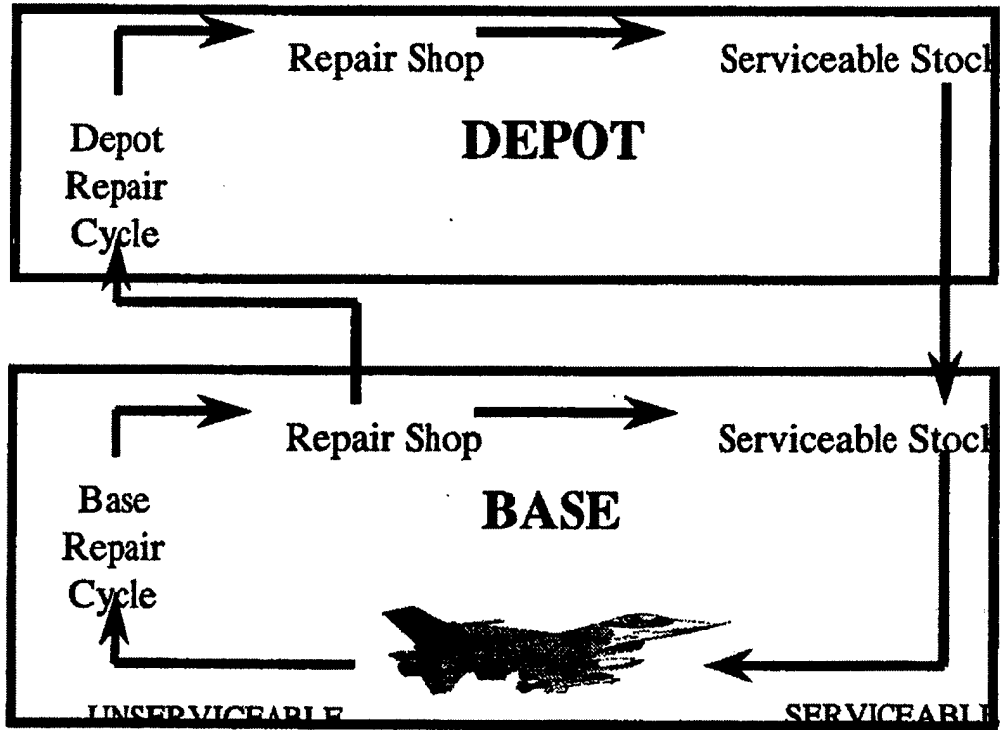 Repair Shop
Serviceable Stock
Depot
Repair
Cycle
DEPOT
Repair Shop
Serviceable Stock
Base
Repair
Cycle
BASE
UNSERVICEABLE
SERVICEABLE